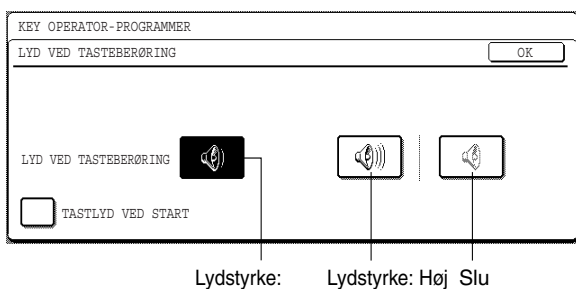 KEY OPERATOR-PROGRAMMER
LYD VED TASTEBERØRING OK
LYD VED TASTEBERØRING
TASTLYD VED START
Lydstyrke: Lydstyrke: Høj Slu